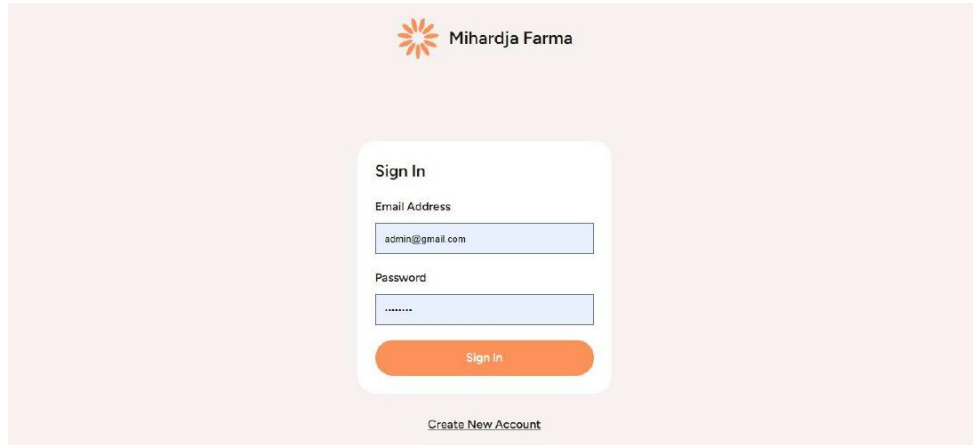 Mihardja Farma
Sign In
Email Address
admin@gmail.com
Password
........
Sign In
Create New Account